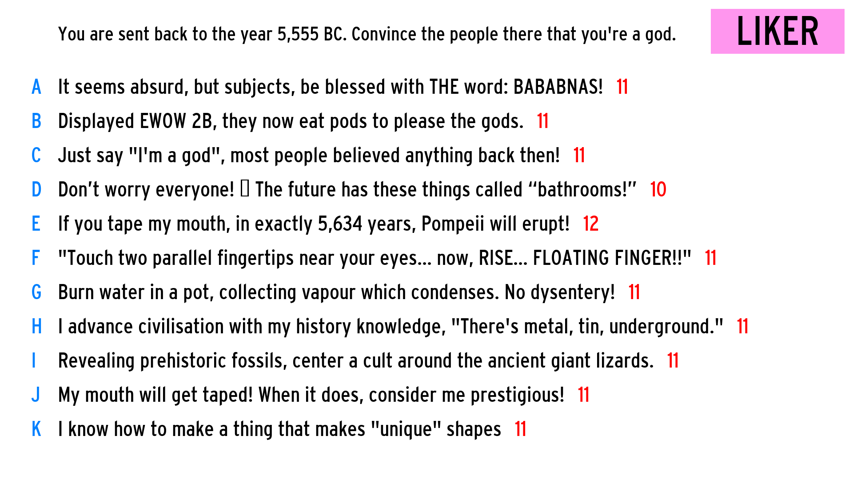 You are sent back to the year 5,555 BC. Convince the people there that you're a god.
LIKER
A It seems absurd, but subjects, be blessed with THE word: BABABNAS! 11
B Displayed EWOW 2B, they now eat pods to please the gods. 11
C Just say "I'm a god", most people believed anything back then! 11
D Don’t worry everyone! ▯ The future has these things called “bathrooms!” 10
E If you tape my mouth, in exactly 5,634 years, Pompeii will erupt! 12
F "Touch two parallel fingertips near your eyes... now, RISE... FLOATING FINGER!!" 11
G Burn water in a pot, collecting vapour which condenses. No dysentery! 11
H I advance civilisation with my history knowledge, "There's metal, tin, underground." 11
I Revealing prehistoric fossils, center a cult around the ancient giant lizards. 11
J My mouth will get taped! When it does, consider me prestigious! 11
K I know how to make a thing that makes "unique" shapes 11